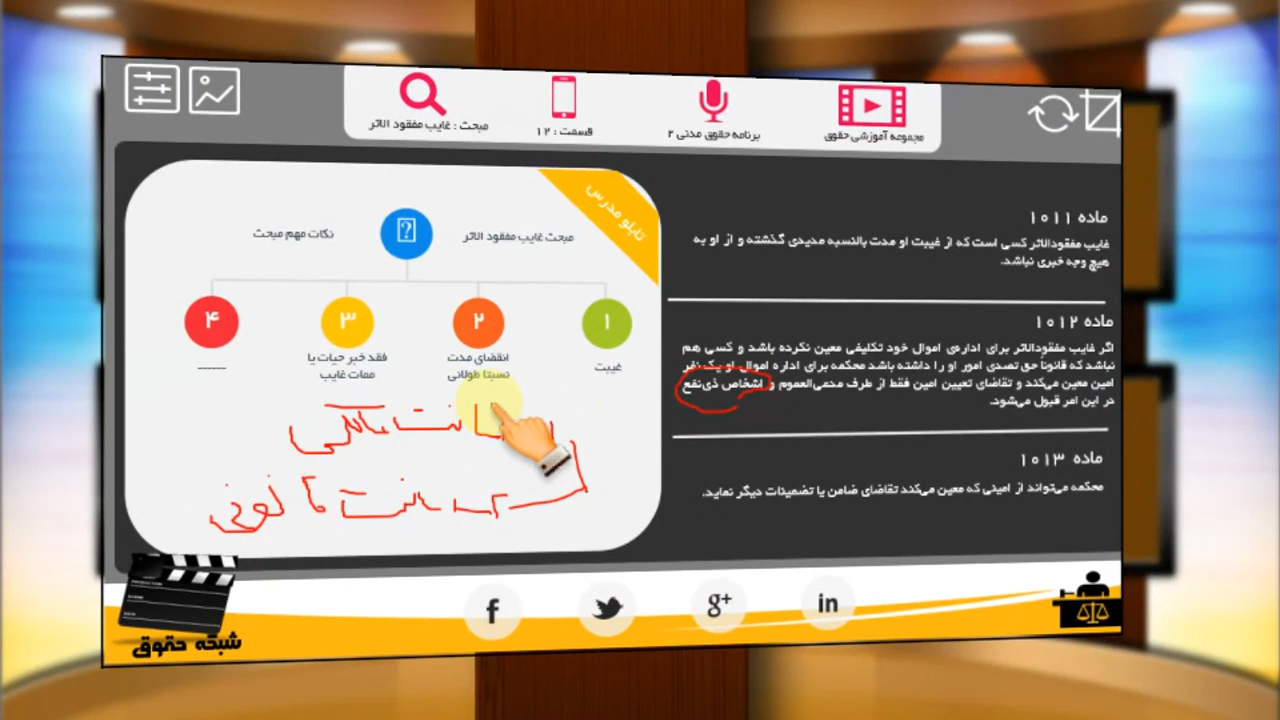 مبحث : غایب مفقود الاثر
قسمت : ۱۲
برنامه حقوق مدنی ۲
مجموعه آموزشی حقوق
تابلو مدرس
مبحث غایب مفقود الاثر
نکات مهم مبحث
۱
غیبت
۲
انقضای مدت
نسبتا طولانی
۳
فقد خبر حیات یا
ممات غایب
۴
------
امانت مالکی
امانت قانونی
ماده ۱۰۱۱
غایب مفقودالاثر کسی است که از غیبت او مدت بالنسبه مدیدی گذشته و از او به
هیچ وجه خبری نباشد.
ماده ۱۰۱۲
اگر غایب مفقودالاثر برای اداره‌ی اموال خود تکلیفی معین نکرده باشد و کسی هم
نباشد که قانوناً حق تصدی امور او را داشته باشد محکمه برای اداره اموال او یک نفر
امین معین می‌کند و تقاضای تعیین امین فقط از طرف مدعی‌العموم و اشخاص ذی‌نفع
در این امر قبول می‌شود.
ماده ۱۰۱۳
محکمه می‌تواند از امینی که معین می‌کند تقاضای ضامن یا تضمینات دیگر نماید.
شبکه حقوق
f
g+
in